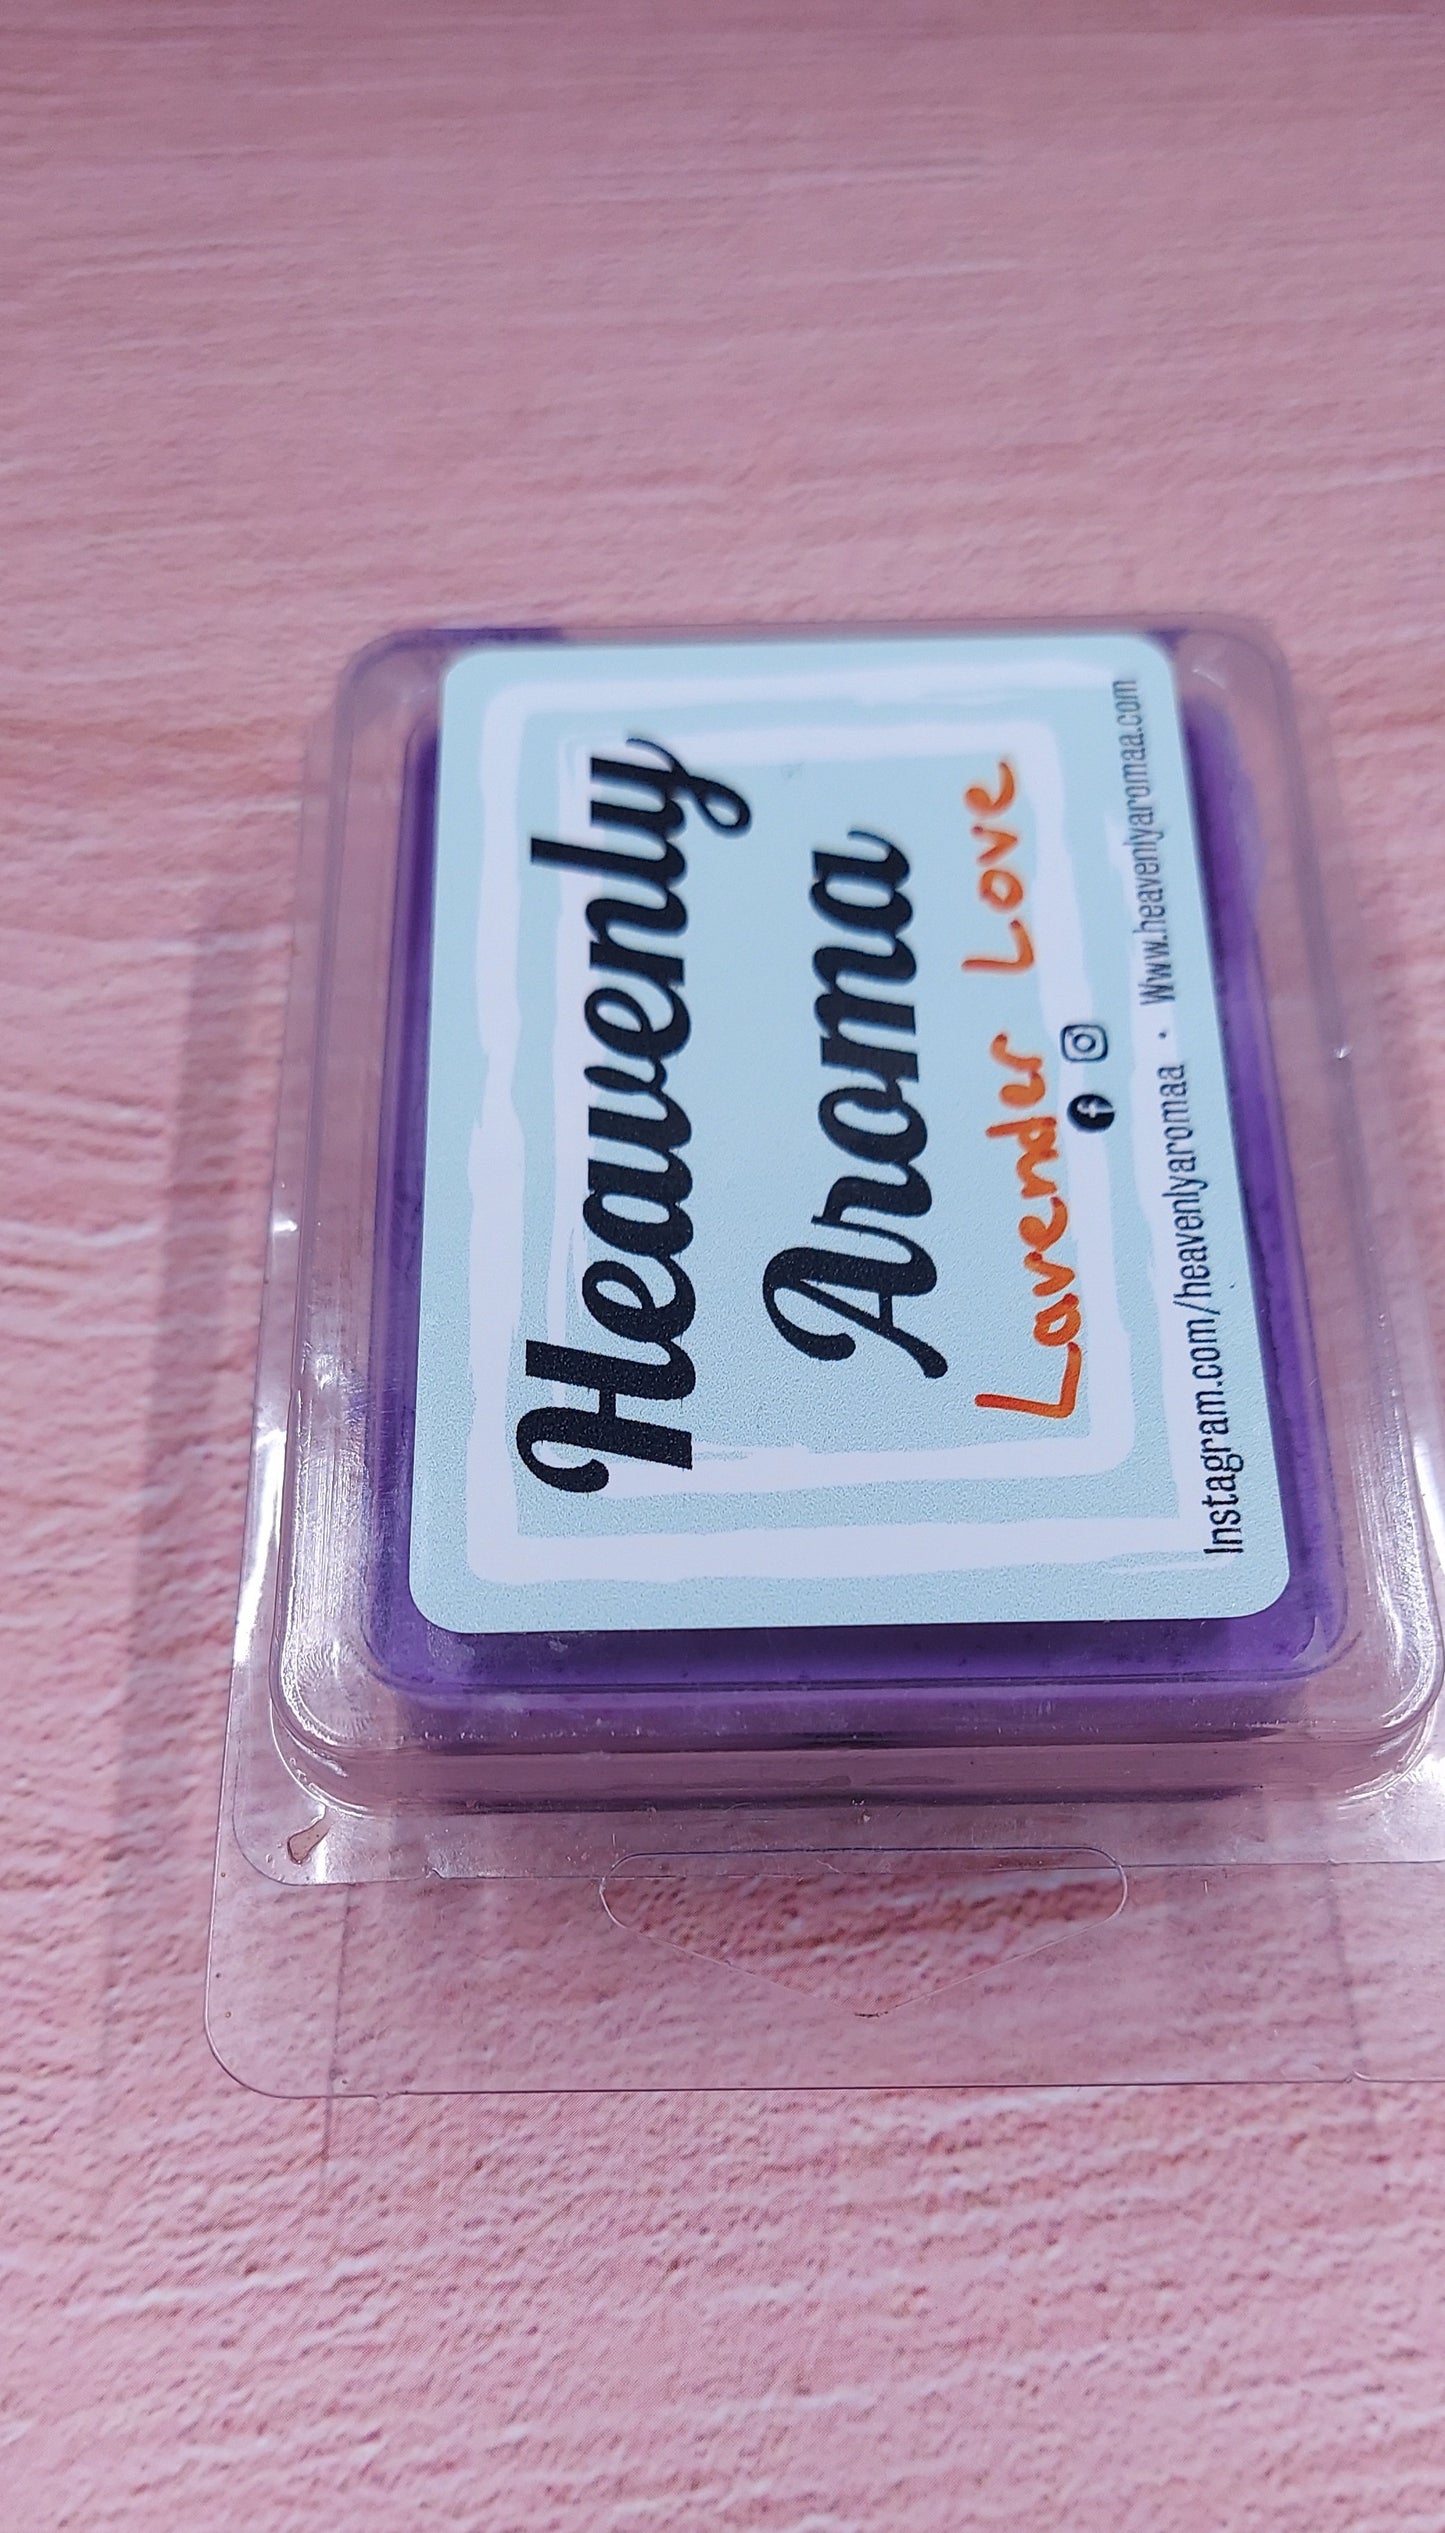 Heavenly
Aroma
Lavender Love
Instagram.com/heavenlyaromaa · Www.heavenlyaromaa.com